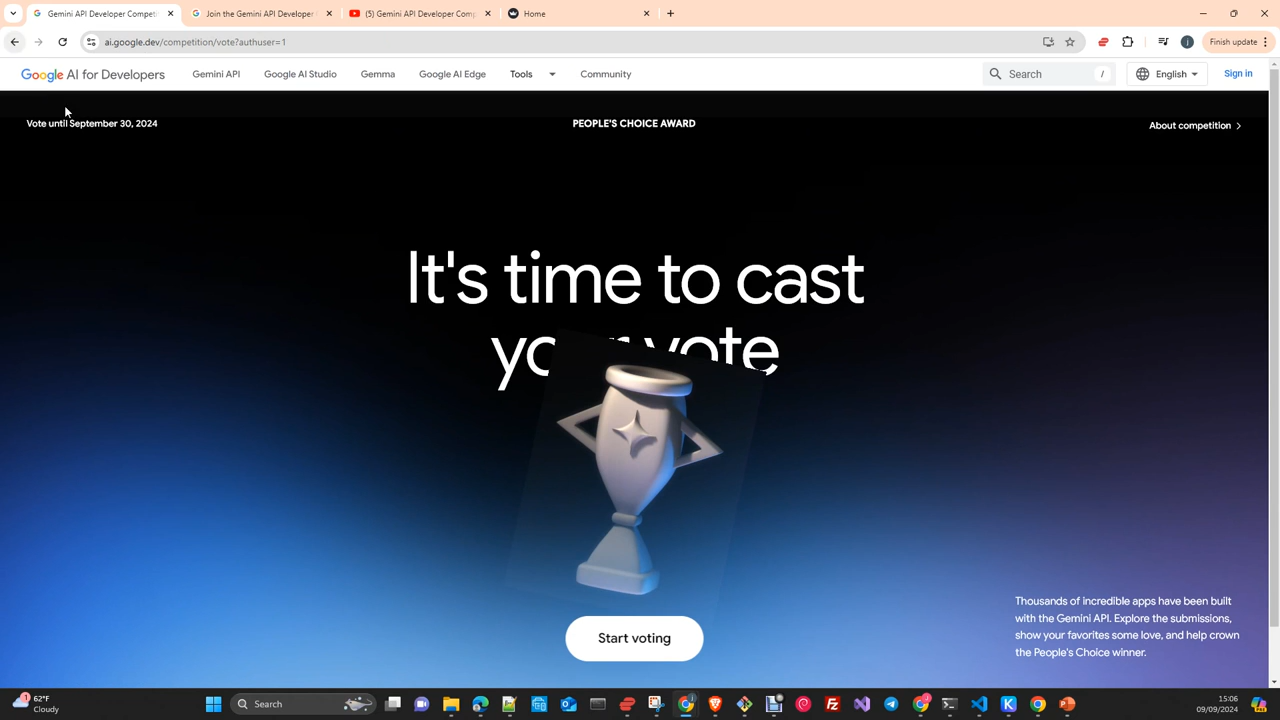 Gemini API Developer Compet
Join the Gemini API Developer
(5) Gemini API Developer Comp
Home
ai.google.dev/competition/vote?authuser=1
Finish update
Google AI for Developers
Gemini API
Google AI Studio
Gemma
Google AI Edge
Tools
Community
Search
/
English
Sign in
Vote until September 30, 2024
PEOPLE'S CHOICE AWARD
About competition
It's time to cast
your vote
Start voting
Thousands of incredible apps have been built
with the Gemini API. Explore the submissions,
show your favorites some love, and help crown
the People's Choice winner.
1
62°F
Cloudy
Search
15:06
09/09/2024